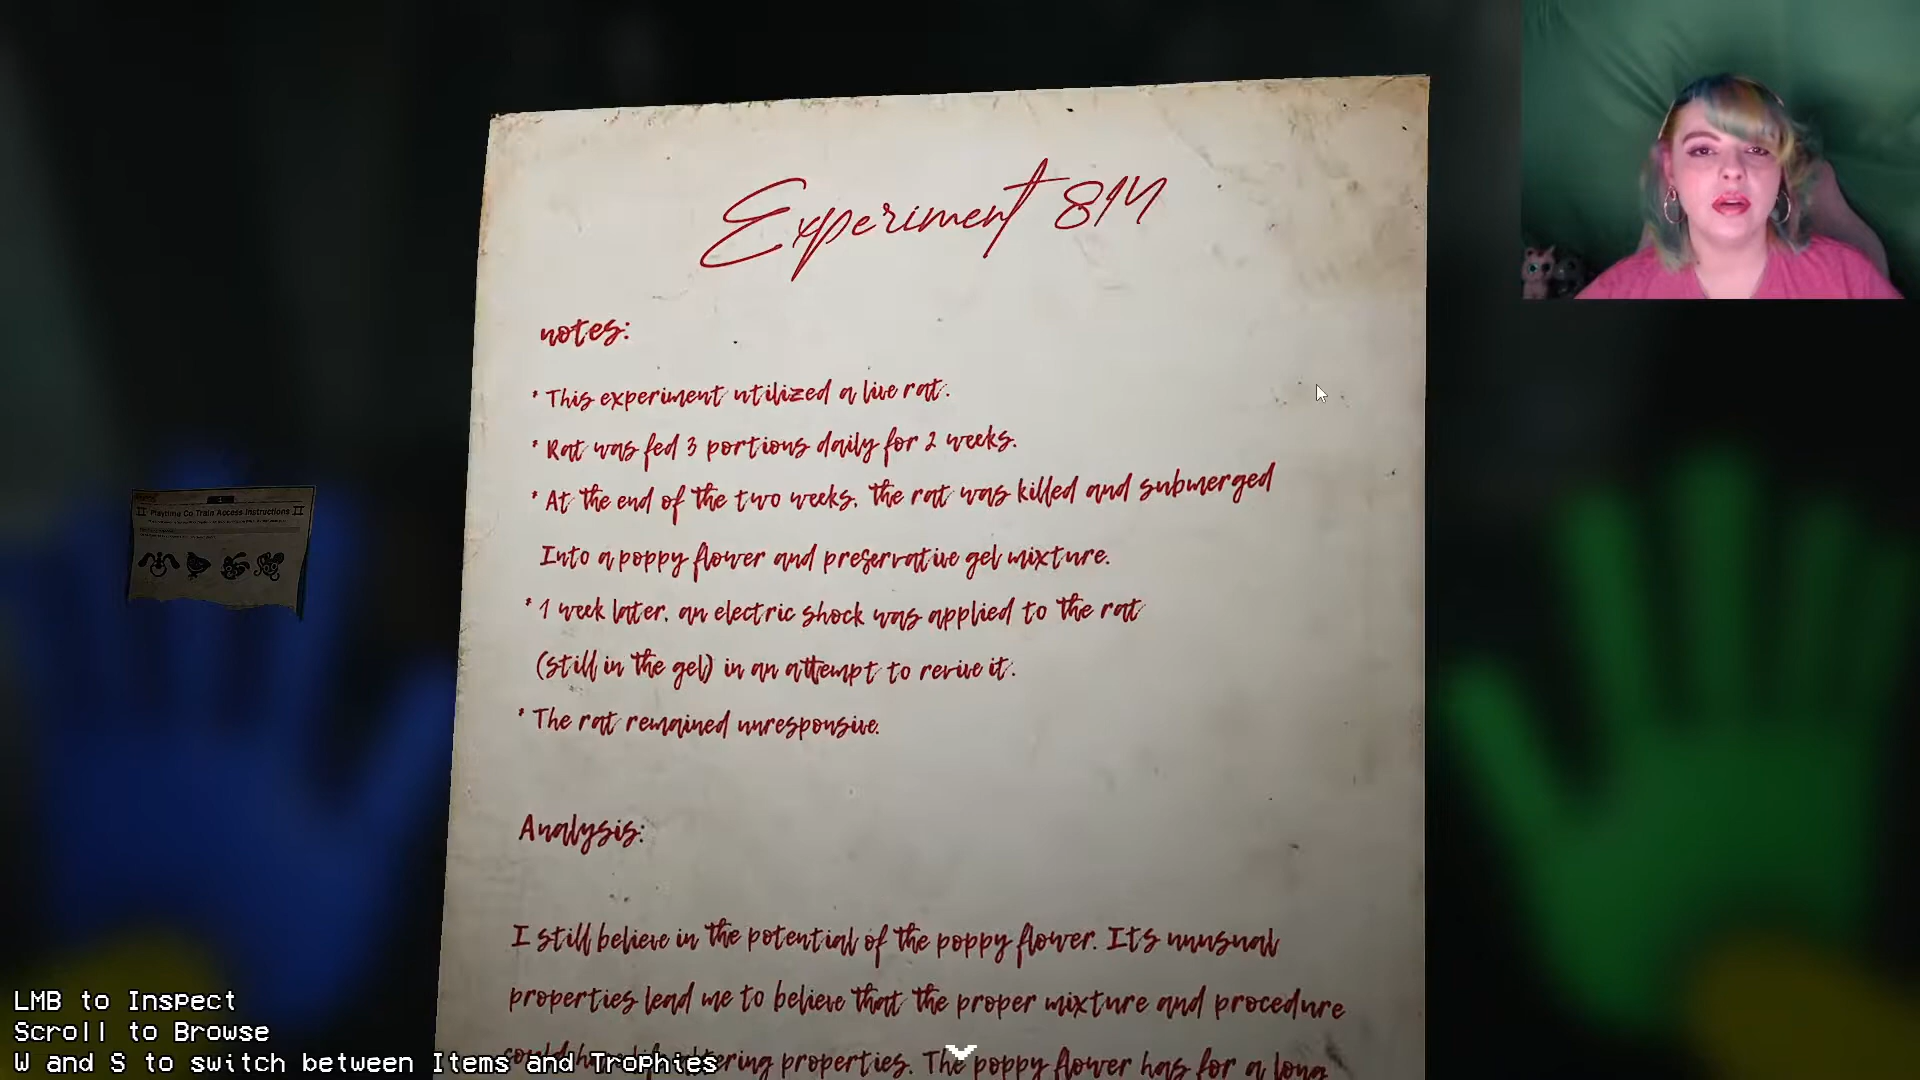 Experiment 814
notes:
* This experiment utilized a live rat.
* Rat was fed 3 portions daily for 2 weeks.
* At the end of the two weeks, the rat was killed and submerged
Into a poppy flower and preservative gel mixture.
* 1 week later, an electric shock was applied to the rat
(still in the gel) in an attempt to revive it.
* The rat remained unresponsive.
Analysis:
I still believe in the potential of the poppy flower. Its unusual
properties lead me to believe that the proper mixture and procedure
properties. The poppy flower has for a long
Playtime Co Train Access Instructions
LMB to Inspect
Scroll to Browse
W and S to switch between Items and Trophies